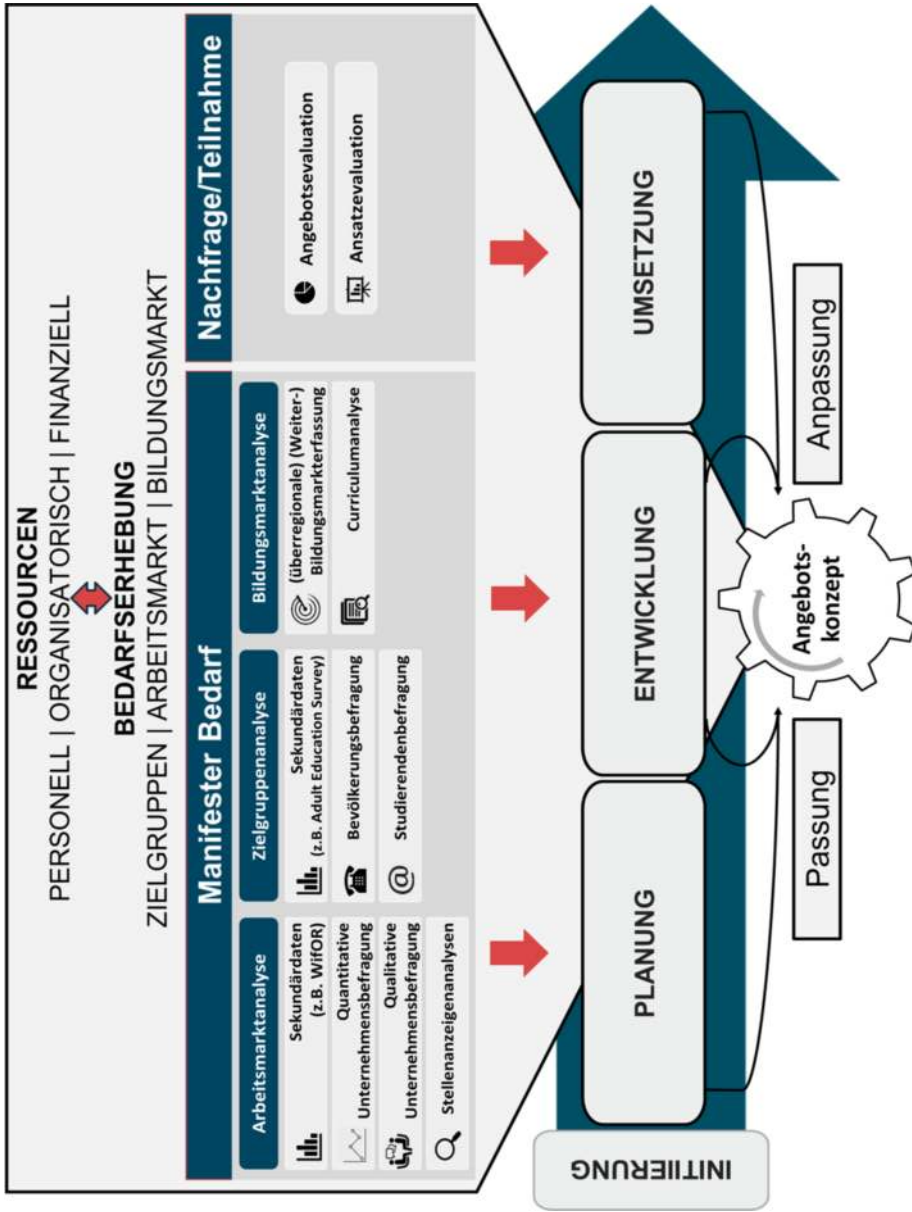 RESSOURCEN
PERSONELL | ORGANISATORISCH | FINANZIELL
BEDARFSERHEBUNG
ZIELGRUPPEN | ARBEITSMARKT | BILDUNGSMARKT
Manifester Bedarf
Nachfrage/Teilnahme
Arbeitsmarktanalyse
Sekundärdaten
(z.B. WifOR)
Quantitative
Unternehmensbefragung
Qualitative
Unternehmensbefragung
Stellenanzeigenanalysen
Zielgruppenanalyse
Sekundärdaten
(z.B. Adult Education Survey)
Bevölkerungsbefragung
@ Studierendenbefragung
Bildungsmarktanalyse
(überregionale) (Weiter-)
Bildungsmarkterfassung
Curriculumanalyse
Angebotsevaluation
Ansatzevaluation
INITIIERUNG
PLANUNG
ENTWICKLUNG
UMSETZUNG
Passung
Angebots-
konzept
Anpassung